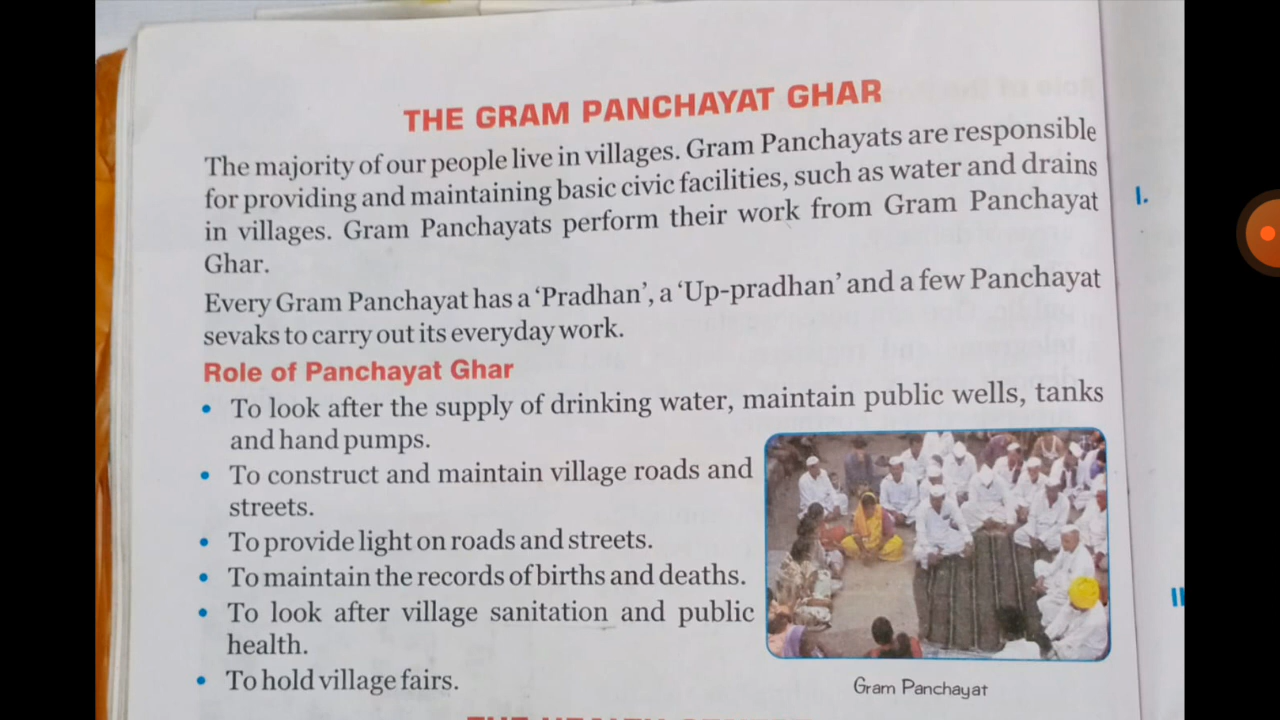 THE GRAM PANCHAYAT GHAR
The majority of our people live in villages. Gram Panchayats are responsible
for providing and maintaining basic civic facilities, such as water and drains
in villages. Gram Panchayats perform their work from Gram Panchayat
Ghar.
Every Gram Panchayat has a ‘Pradhan’, a ‘Up-pradhan’ and a few Panchayat
sevaks to carry out its everyday work.
Role of Panchayat Ghar
• To look after the supply of drinking water, maintain public wells, tanks
and hand pumps.
• To construct and maintain village roads and
streets.
• To provide light on roads and streets.
• To maintain the records of births and deaths.
• To look after village sanitation and public
health.
• To hold village fairs.
Gram Panchayat
I.